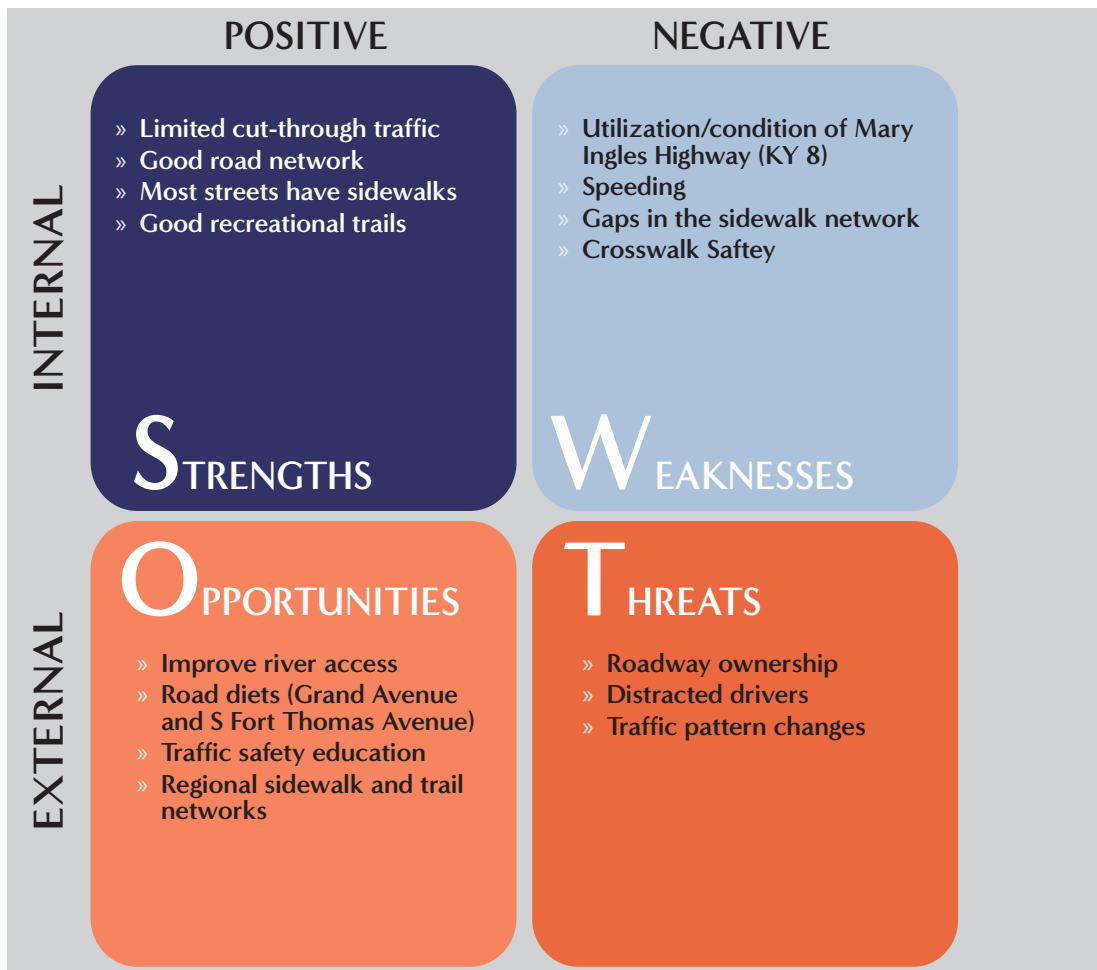 POSITIVE
NEGATIVE
INTERNAL
» Limited cut-through traffic
» Good road network
» Most streets have sidewalks
» Good recreational trails
STRENGTHS
» Utilization/condition of Mary
Ingles Highway (KY 8)
» Speeding
» Gaps in the sidewalk network
» Crosswalk Saftey
WEAKNESSES
EXTERNAL
OPPORTUNITIES
» Improve river access
» Road diets (Grand Avenue
and S Fort Thomas Avenue)
» Traffic safety education
» Regional sidewalk and trail
networks
THREATS
» Roadway ownership
» Distracted drivers
» Traffic pattern changes